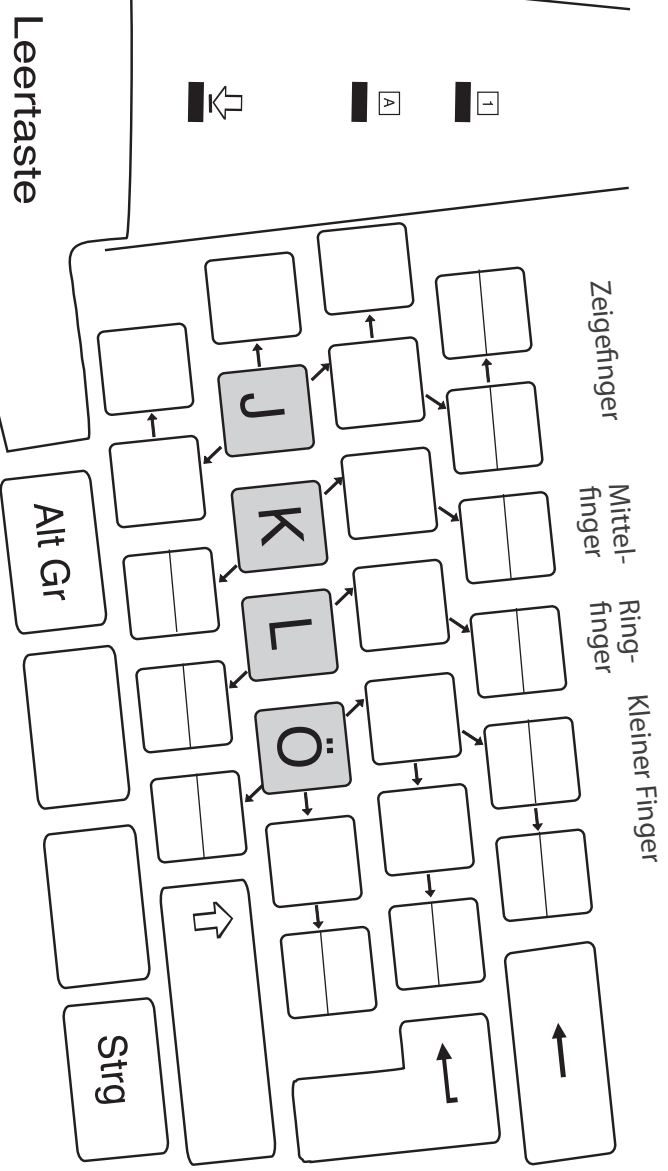 Zeigefinger
Mittel-
finger
Ring-
finger
Kleiner Finger
1
A
J
K
L
Ö
Leertaste
Alt Gr
Strg